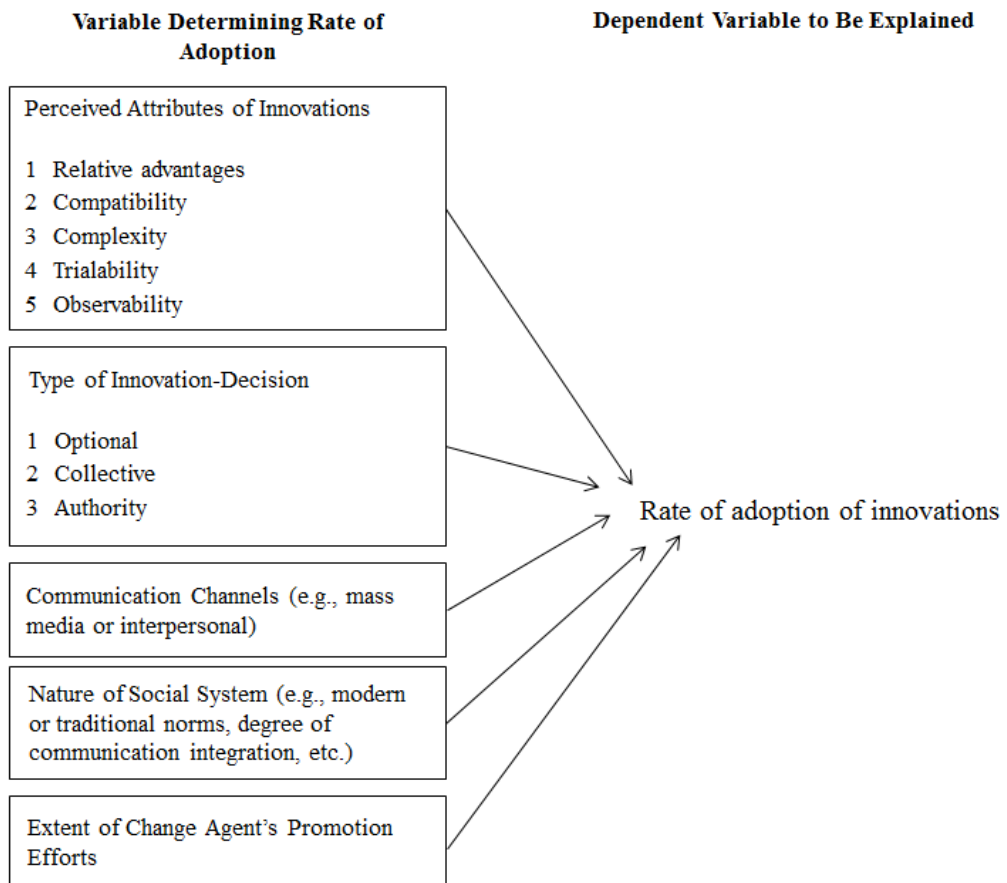 Variable Determining Rate of
Adoption
Dependent Variable to Be Explained
Perceived Attributes of Innovations
1 Relative advantages
2 Compatibility
3 Complexity
4 Trialability
5 Observability
Type of Innovation-Decision
1 Optional
2 Collective
3 Authority
Rate of adoption of innovations
Communication Channels (e.g., mass
media or interpersonal)
Nature of Social System (e.g., modern
or traditional norms, degree of
communication integration, etc.)
Extent of Change Agent’s Promotion
Efforts